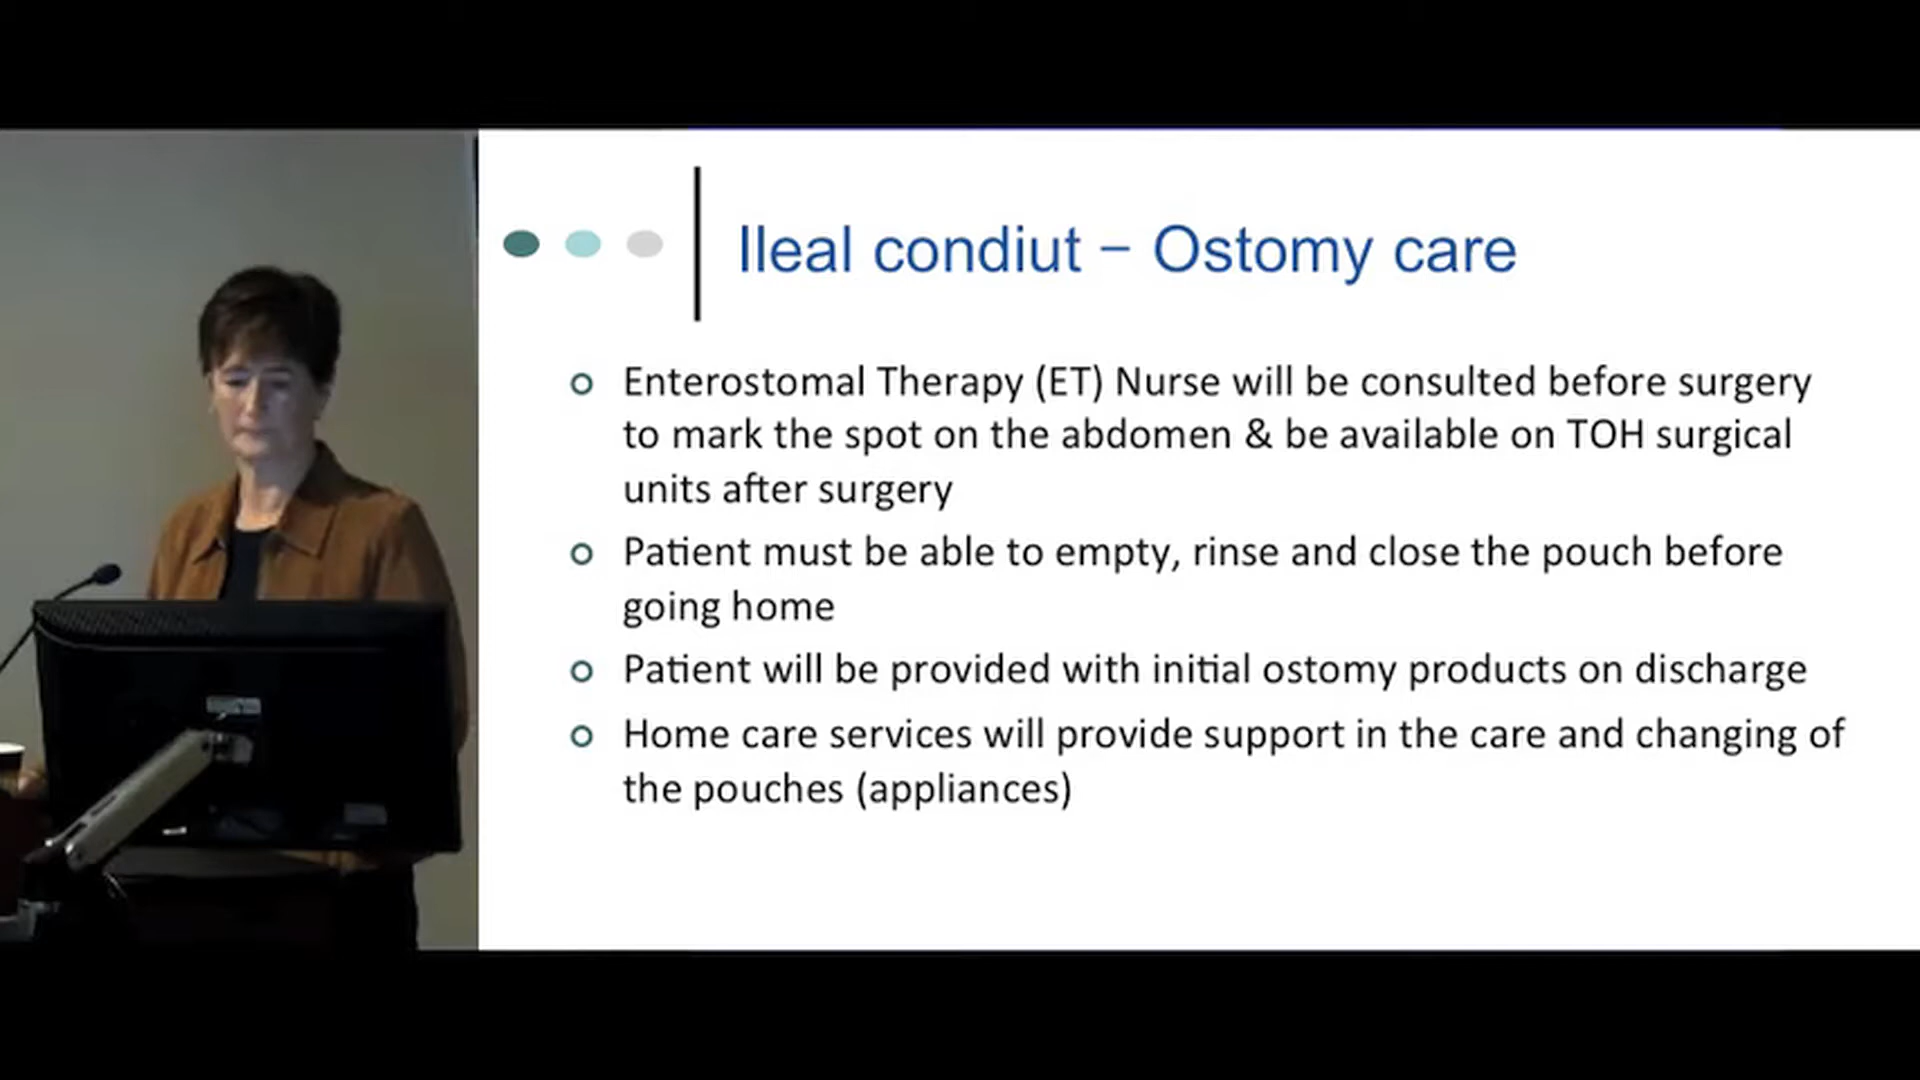 Ileal condiut – Ostomy care
Enterostomal Therapy (ET) Nurse will be consulted before surgery
to mark the spot on the abdomen & be available on TOH surgical
units after surgery
Patient must be able to empty, rinse and close the pouch before
going home
Patient will be provided with initial ostomy products on discharge
Home care services will provide support in the care and changing of
the pouches (appliances)